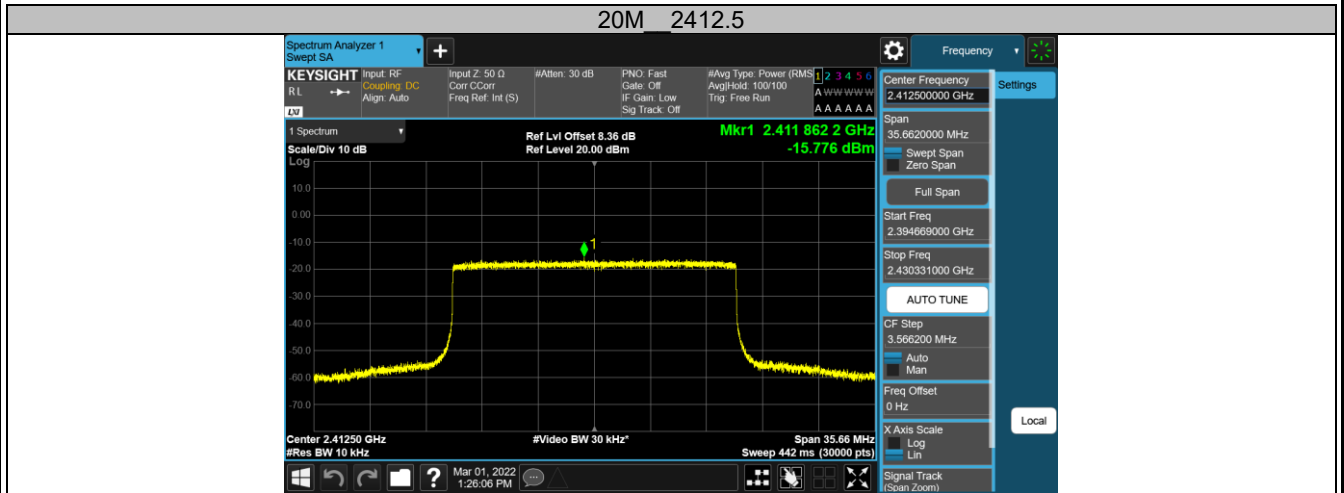 20M__2412.5
Spectrum Analyzer 1
Swept SA
Frequency
KEYSIGHT
RL
LXI
Input: RF
Coupling: DC
Align: Auto
Input Z: 50 Ω
Corr CCorr
Freq Ref: Int (S)
#Atten: 30 dB
PNO: Fast
Gate: Off
IF Gain: Low
Sig Track: Off
#Avg Type: Power (RMS
Avg|Hold: 100/100
Trig: Free Run
1 2 3 4 5 6
A W W W W W
A A A A A A
1 Spectrum
Scale/Div 10 dB
Log
Ref Lvl Offset 8.36 dB
Ref Level 20.00 dBm
Mkr1 2.411 862 2 GHz
-15.776 dBm
10.0
0.00
-10.0
-20.0
-30.0
-40.0
-50.0
-60.0
-70.0
1
Center 2.41250 GHz
#Res BW 10 kHz
#Video BW 30 kHz*
Span 35.66 MHz
Sweep 442 ms (30000 pts)
Center Frequency
2.412500000 GHz
Settings
Span
35.6620000 MHz
Swept Span
Zero Span
Full Span
Start Freq
2.394669000 GHz
Stop Freq
2.430331000 GHz
AUTO TUNE
CF Step
3.566200 MHz
Auto
Man
Freq Offset
0 Hz
X Axis Scale
Log
Lin
Local
Signal Track
(Span Zoom)
?
Mar 01, 2022
1:26:06 PM